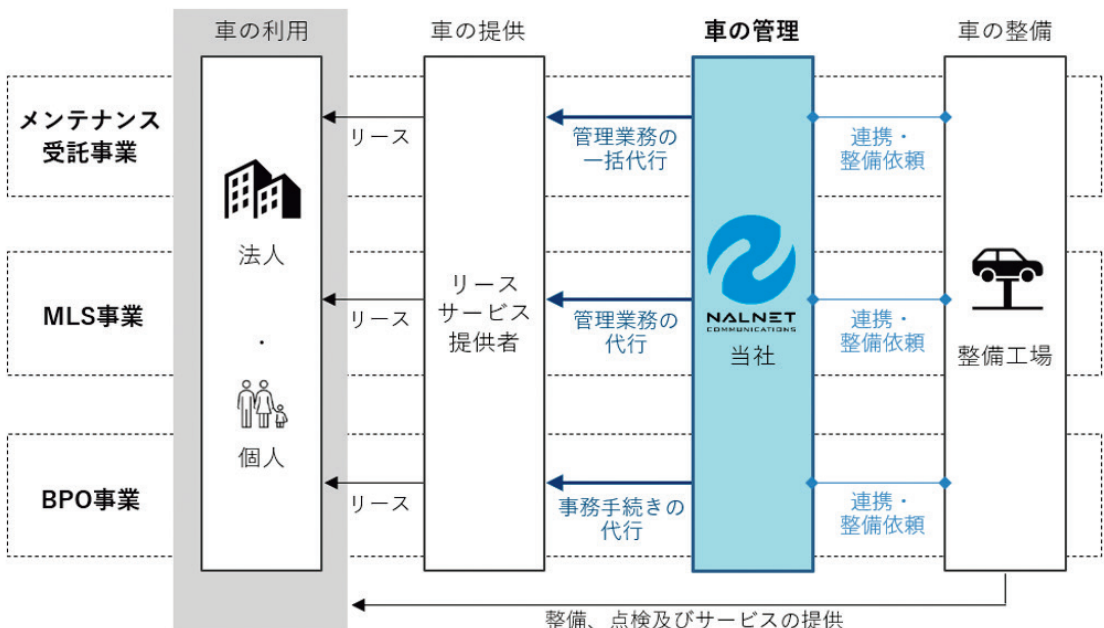 車の利用
車の提供
車の管理
車の整備
メンテナンス
受託事業
リース
管理業務の
一括代行
連携・
整備依頼
法人
・
個人
リース
サービス
提供者
NALNET
COMMUNICATIONS
当社
整備工場
MLS事業
リース
管理業務の
代行
連携・
整備依頼
BPO事業
リース
事務手続きの
代行
連携・
整備依頼
整備、点検及びサービスの提供